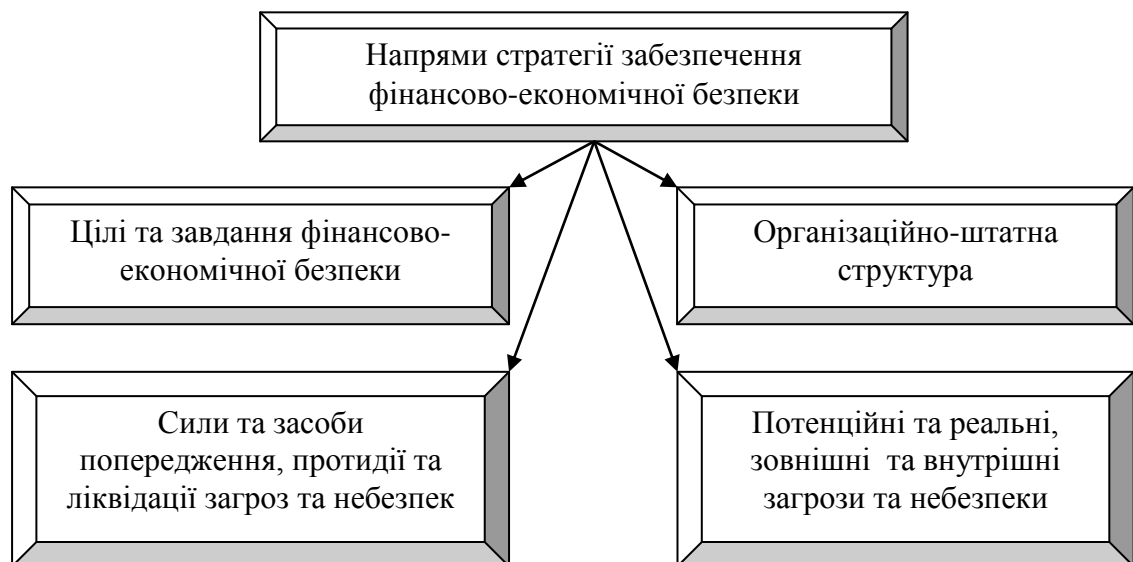 Напрями стратегії забезпечення
фінансово-економічної безпеки
Цілі та завдання фінансово-
економічної безпеки
Організаційно-штатна
структура
Сили та засоби
попередження, протидії та
ліквідації загроз та небезпек
Потенційні та реальні,
зовнішні та внутрішні
загрози та небезпеки